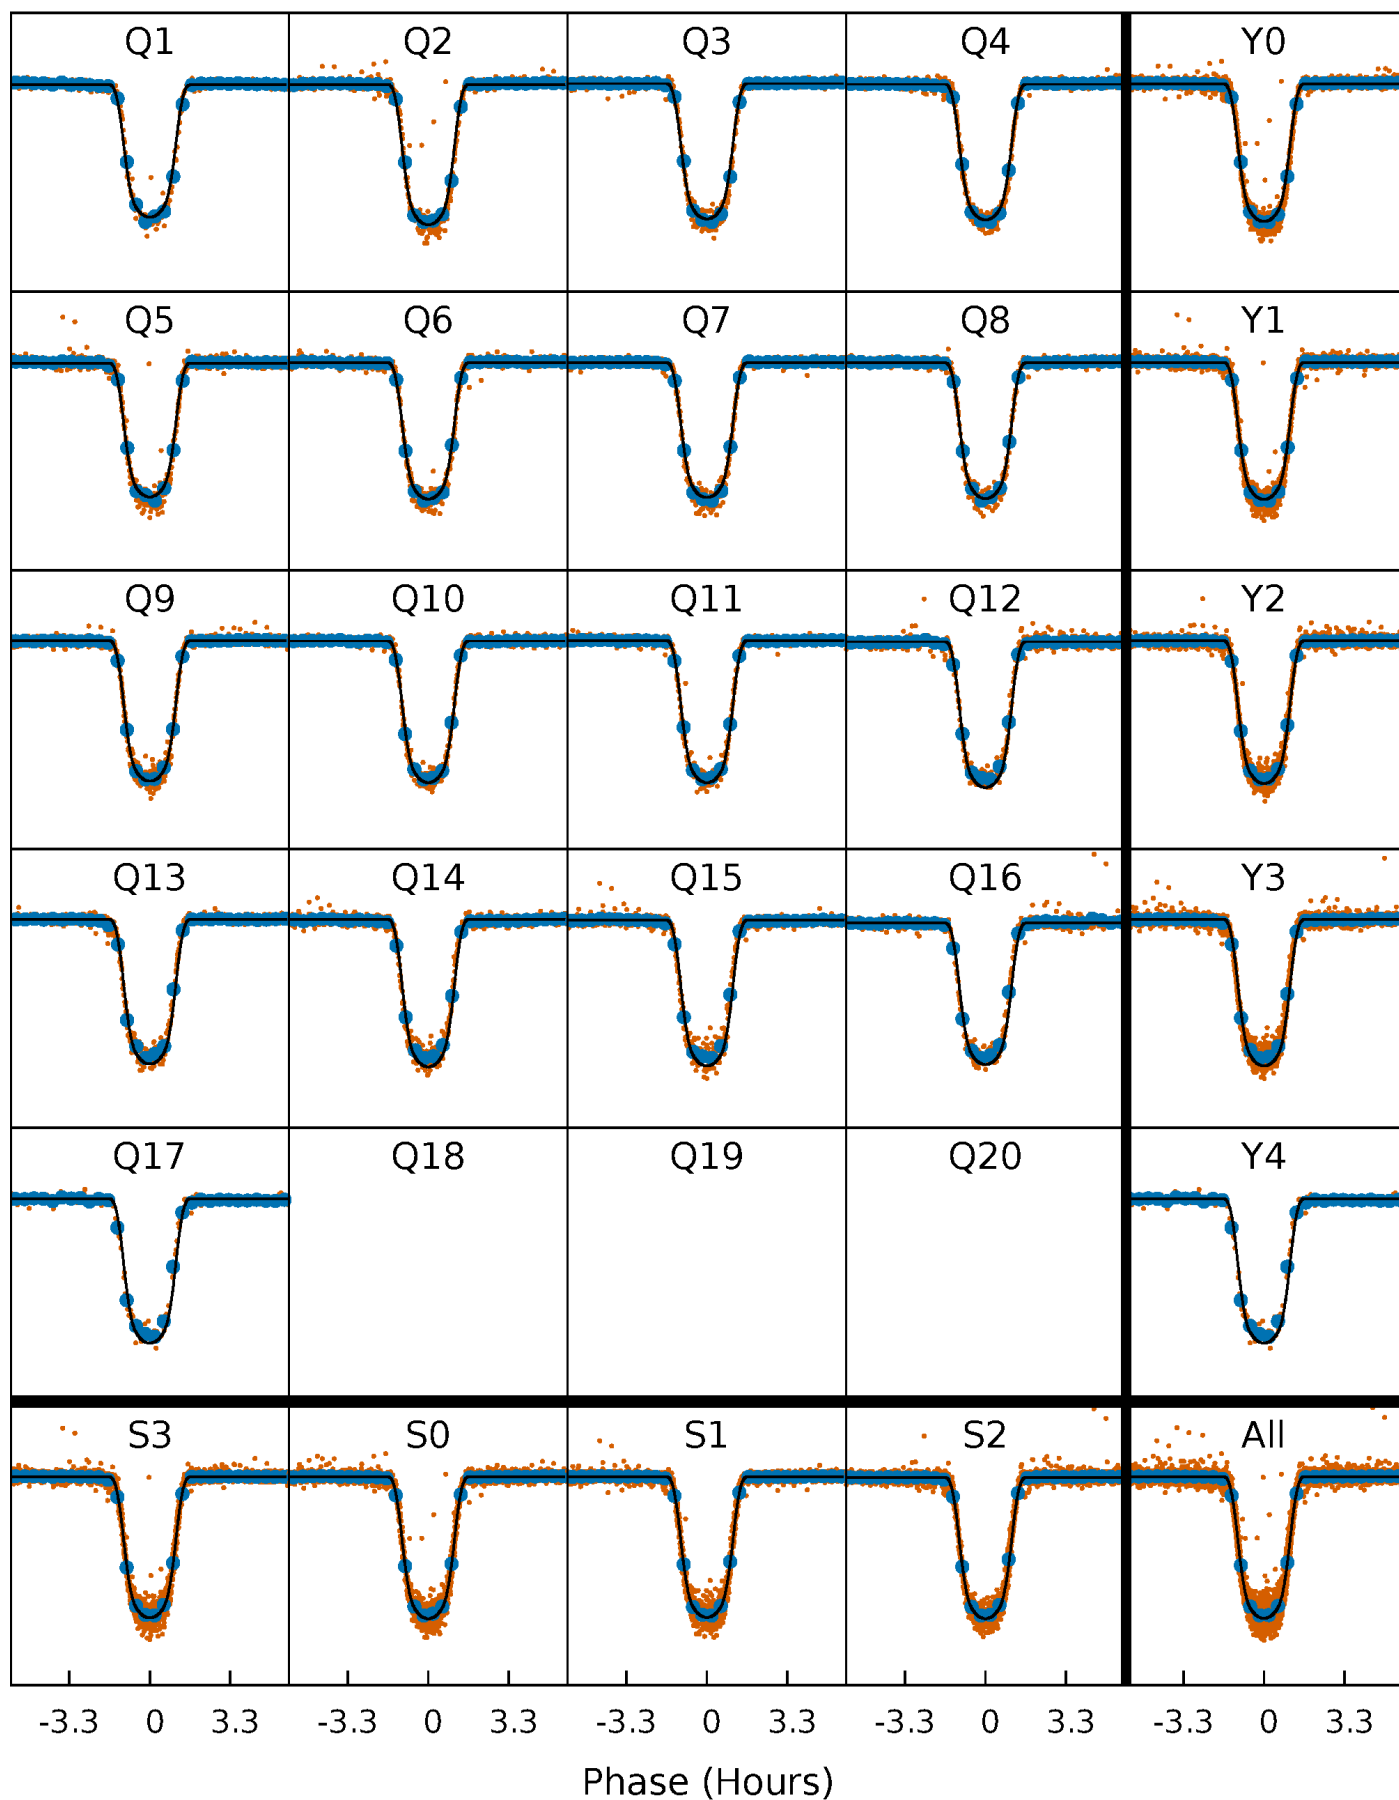 Q1 Q2 Q3 Q4 Y0
Q5 Q6 Q7 Q8 Y1
Q9 Q10 Q11 Q12 Y2
Q13 Q14 Q15 Q16 Y3
Q17 Q18 Q19 Q20 Y4
S3 S0 S1 S2 All
-3.3 0 3.3 -3.3 0 3.3 -3.3 0 3.3 -3.3 0 3.3 -3.3 0 3.3
Phase (Hours)